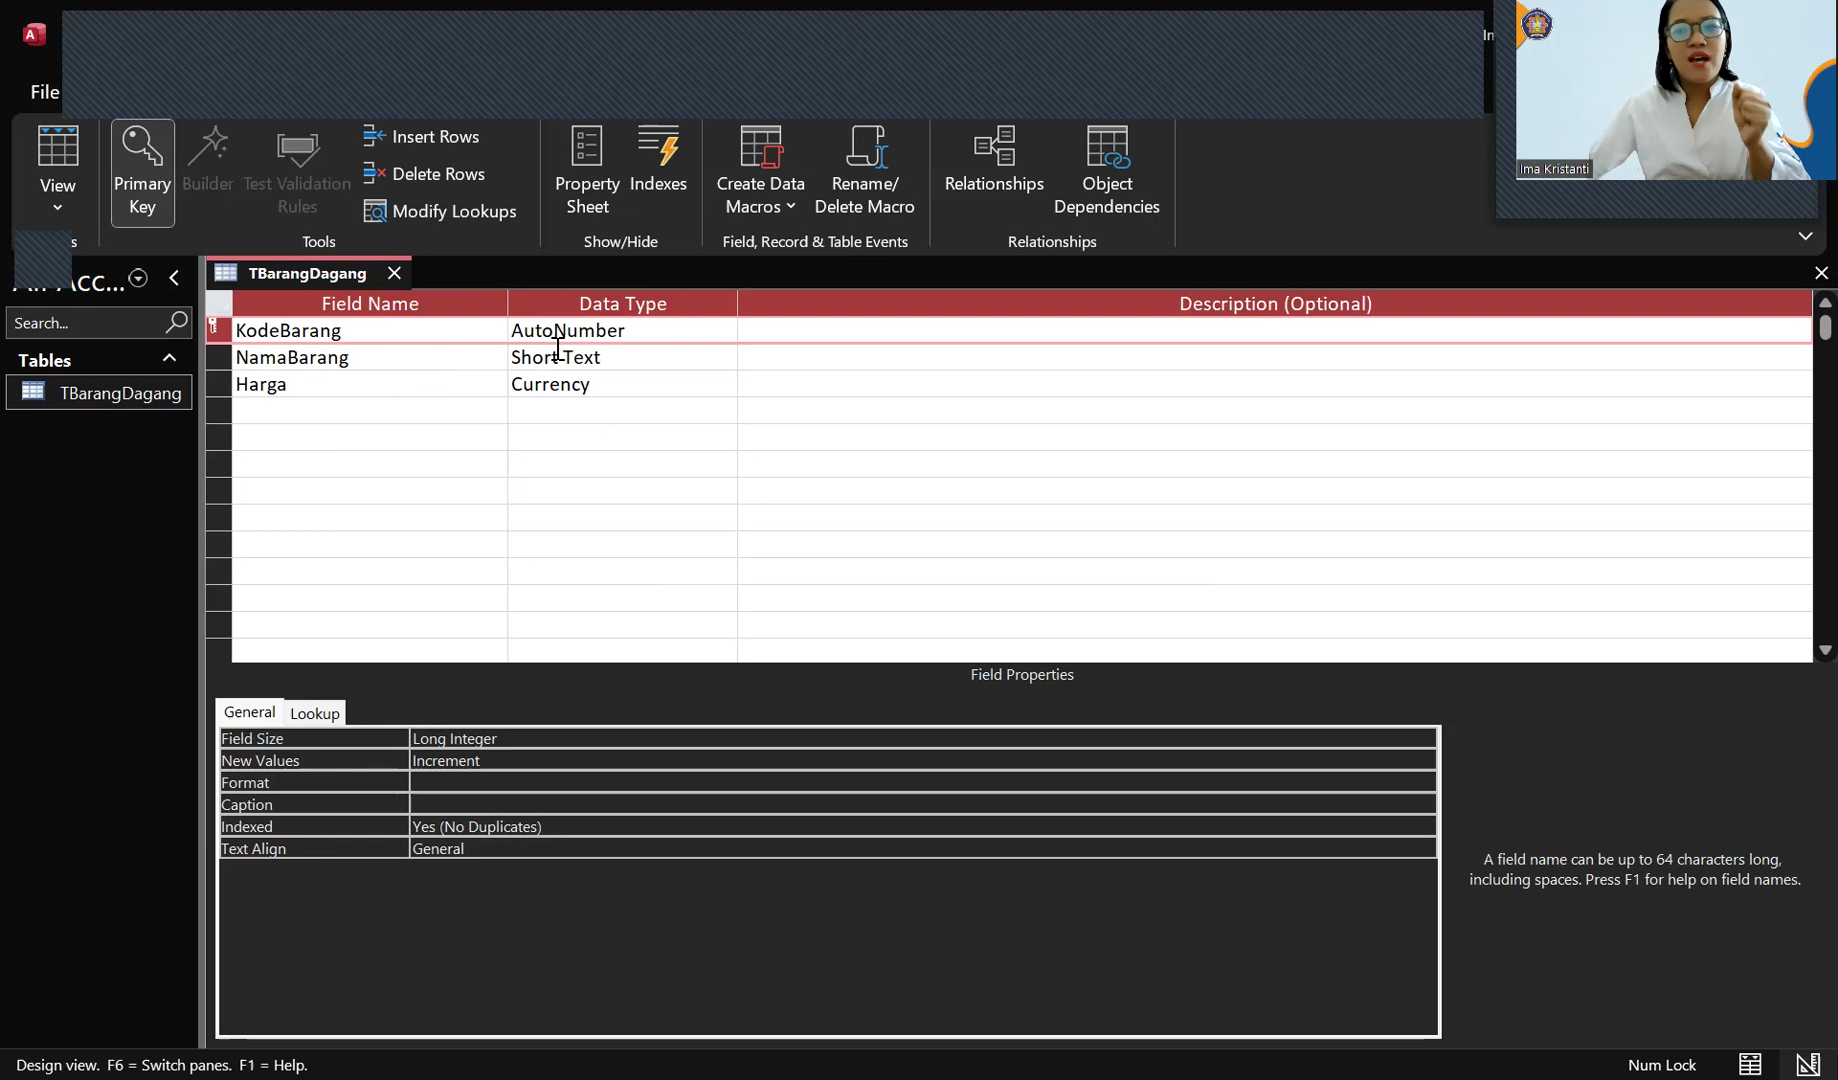 In
Ima Kristanti
File
View
Primary Key
Builder
Test Validation Rules
Insert Rows
Delete Rows
Modify Lookups
Property Sheet
Indexes
Create Data Macros
Rename/ Delete Macro
Relationships
Object Dependencies
s
Tools
Show/Hide
Field, Record & Table Events
Relationships
TBarangDagang
Search...
Tables
TBarangDagang
Field Name Data Type Description (Optional)
KodeBarang AutoNumber
NamaBarang Short Text
Harga Currency
Field Properties
General Lookup
Field Size Long Integer
New Values Increment
Format
Caption
Indexed Yes (No Duplicates)
Text Align General
A field name can be up to 64 characters long,
including spaces. Press F1 for help on field names.
Design view. F6 = Switch panes. F1 = Help.
Num Lock